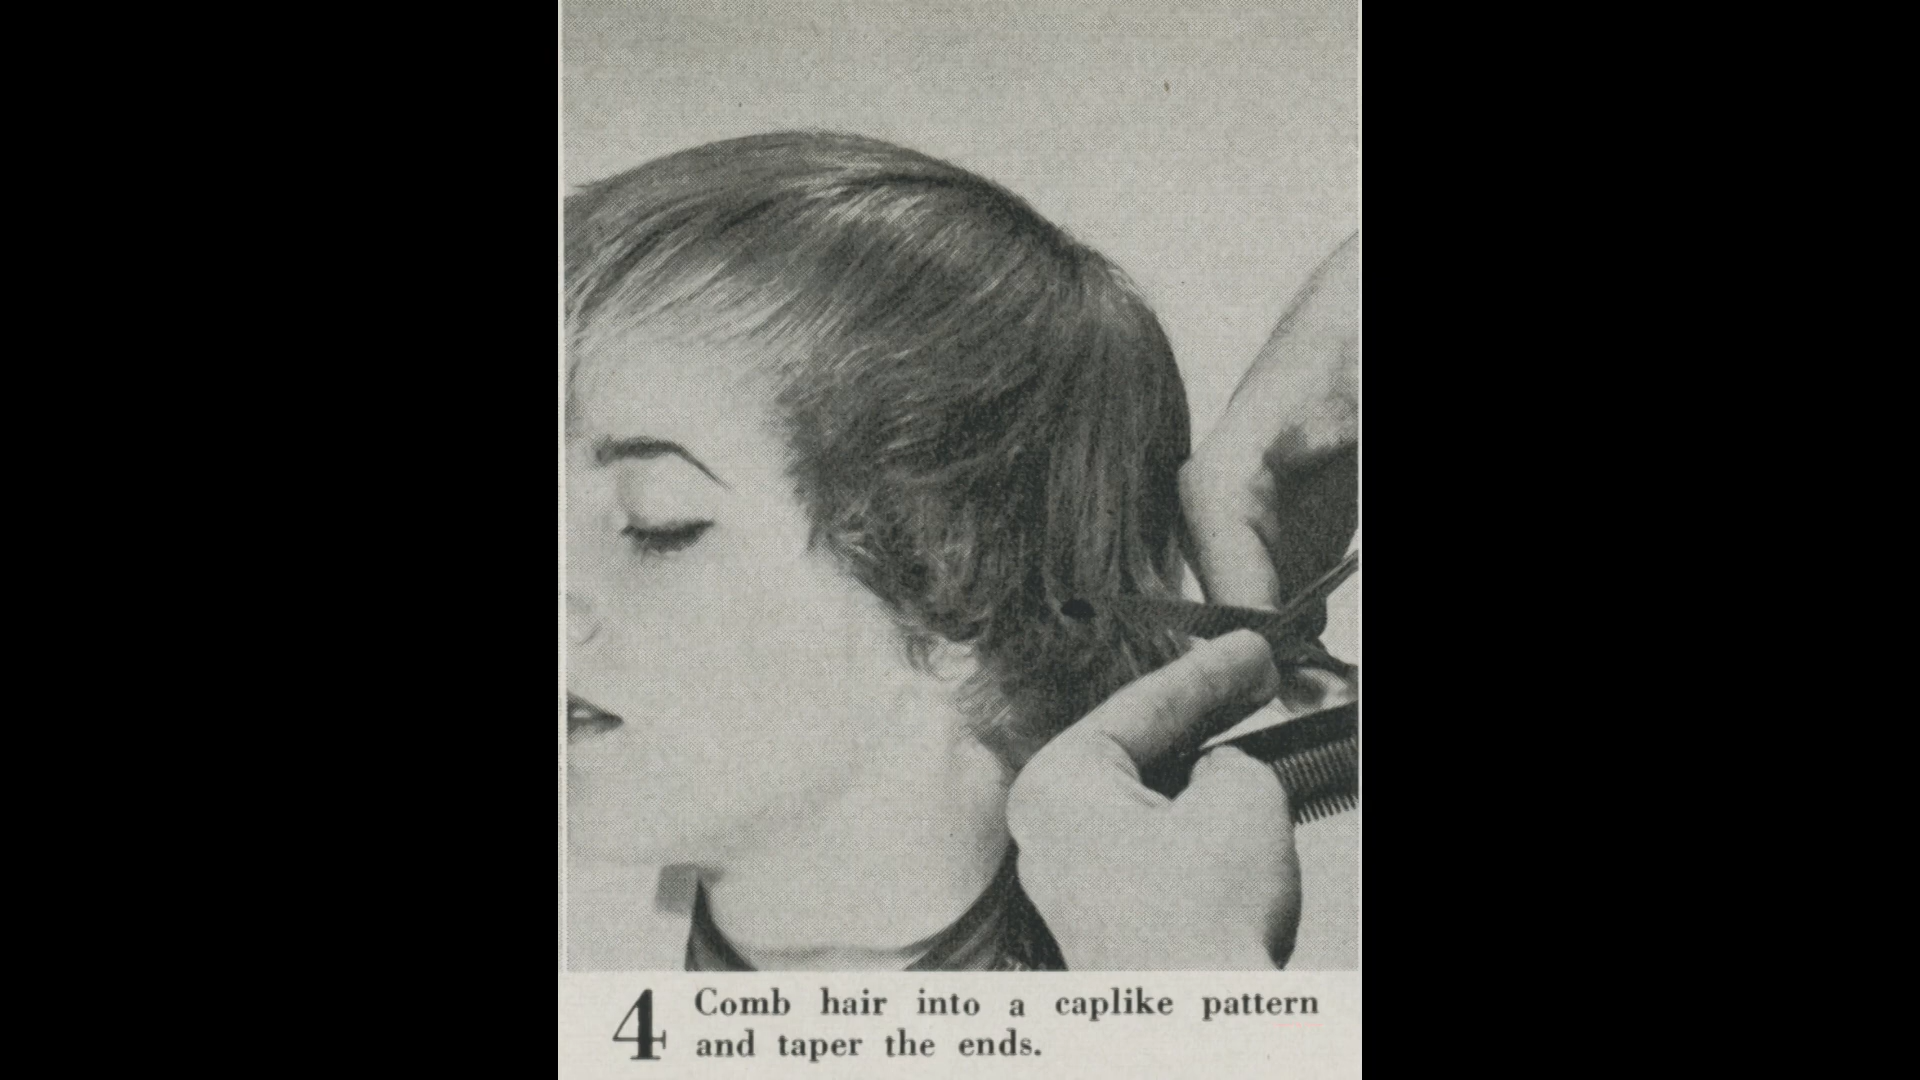 4 Comb hair into a caplike pattern
and taper the ends.